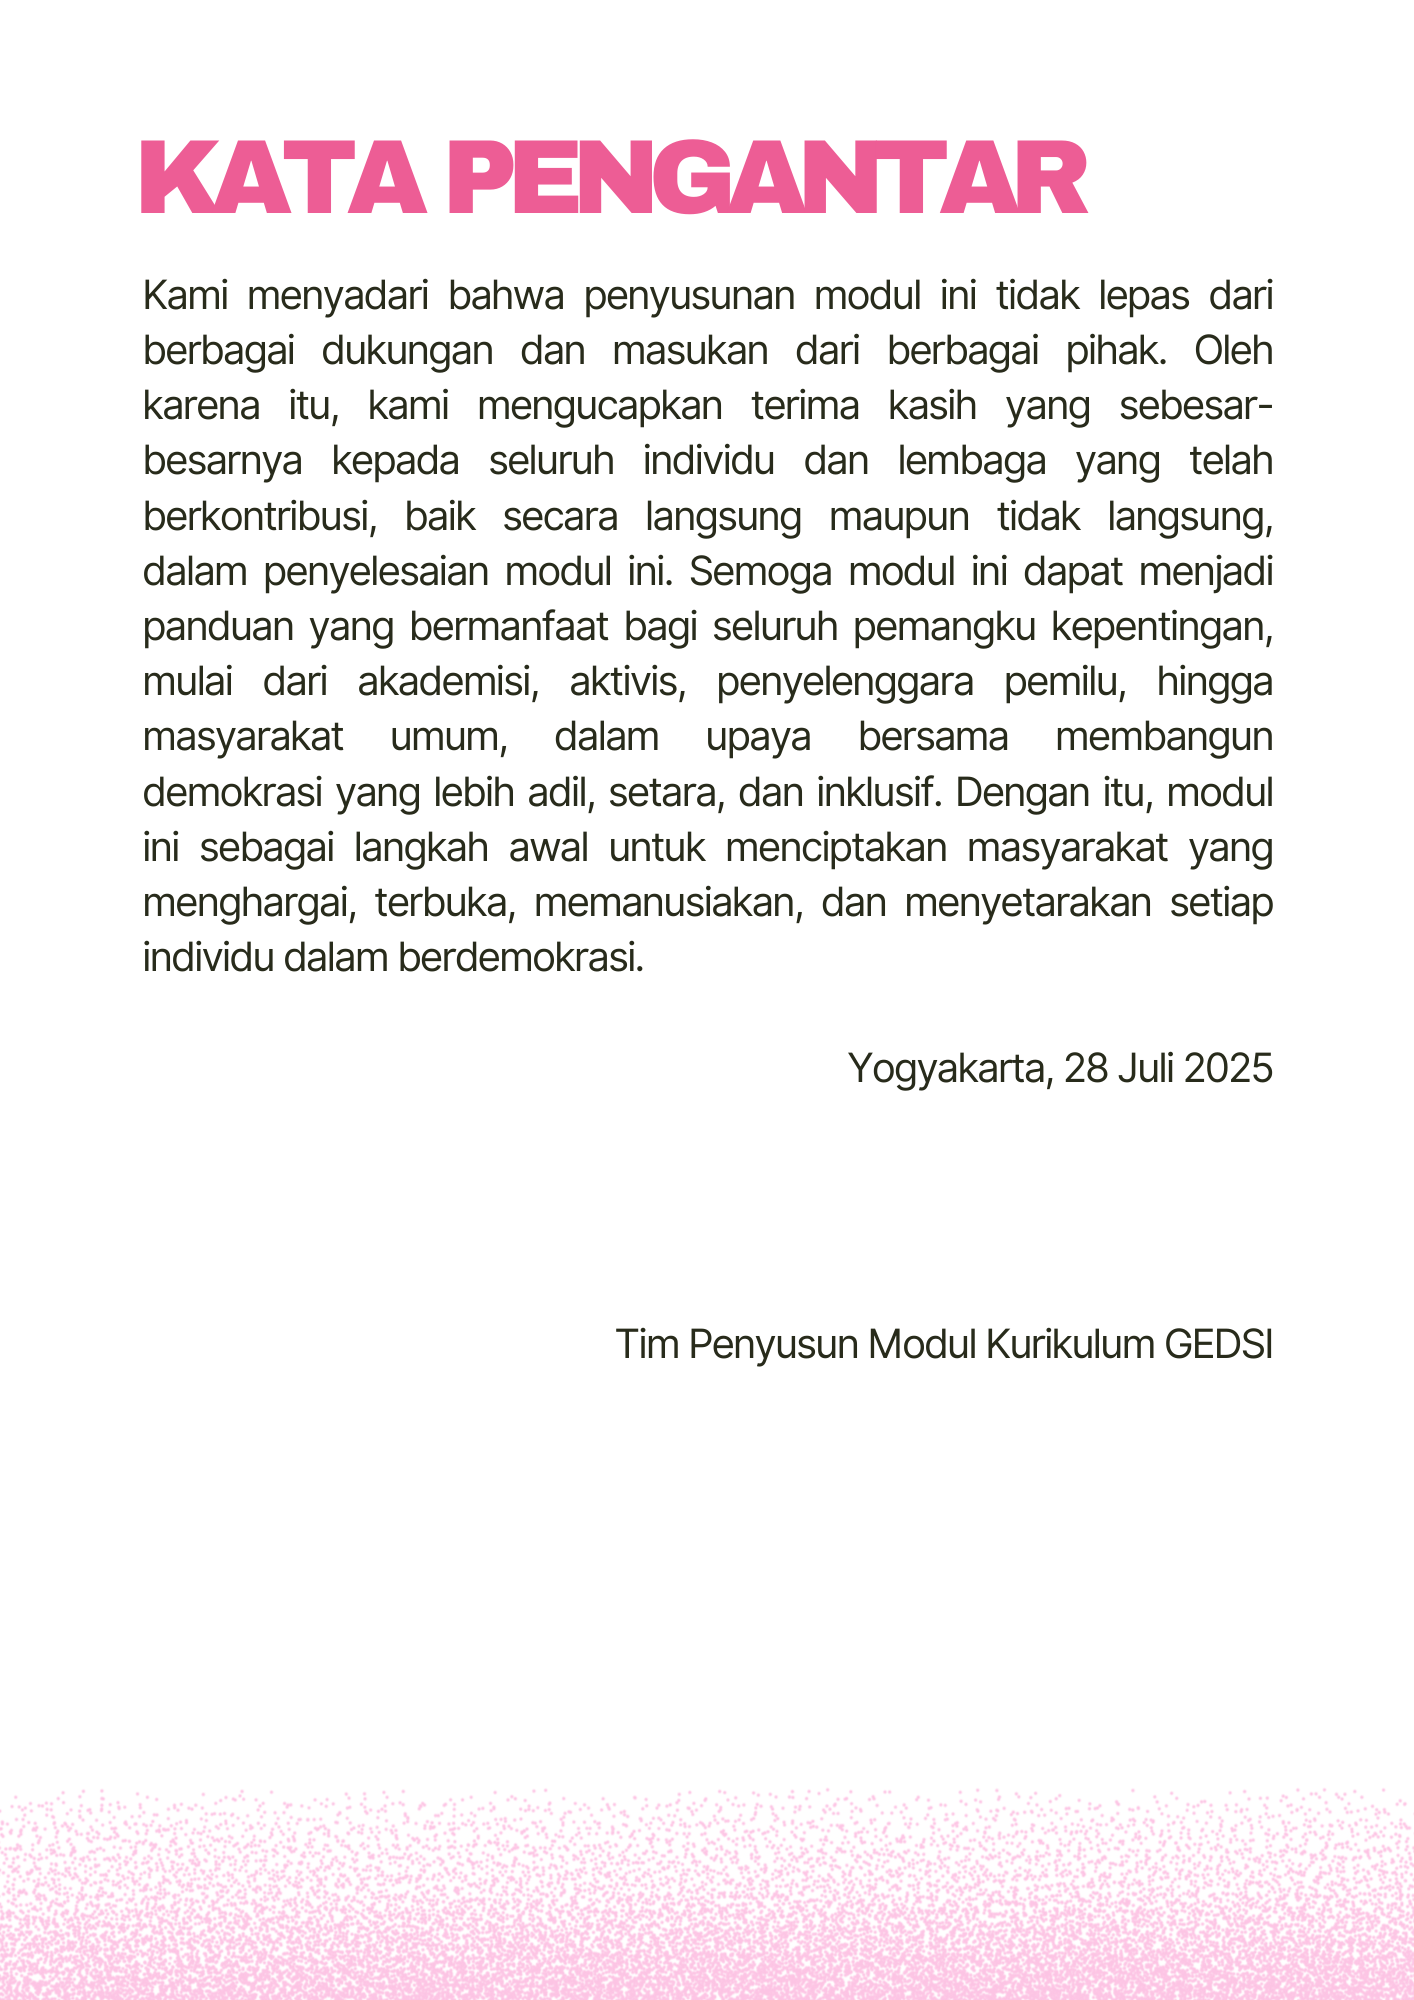 KATA PENGANTAR
Kami menyadari bahwa penyusunan modul ini tidak lepas dari
berbagai dukungan dan masukan dari berbagai pihak. Oleh
karena itu, kami mengucapkan terima kasih yang sebesar-
besarnya kepada seluruh individu dan lembaga yang telah
berkontribusi, baik secara langsung maupun tidak langsung,
dalam penyelesaian modul ini. Semoga modul ini dapat menjadi
panduan yang bermanfaat bagi seluruh pemangku kepentingan,
mulai dari akademisi, aktivis, penyelenggara pemilu, hingga
masyarakat umum, dalam upaya bersama membangun
demokrasi yang lebih adil, setara, dan inklusif. Dengan itu, modul
ini sebagai langkah awal untuk menciptakan masyarakat yang
menghargai, terbuka, memanusiakan, dan menyetarakan setiap
individu dalam berdemokrasi.
Yogyakarta, 28 Juli 2025
Tim Penyusun Modul Kurikulum GEDSI